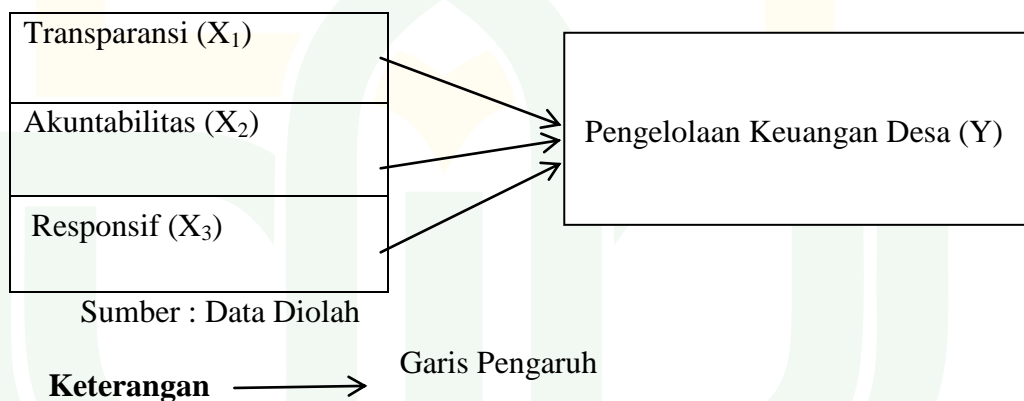 Transparansi (X₁)
Akuntabilitas (X₂)
Pengelolaan Keuangan Desa (Y)
Responsif (X₃)
Sumber : Data Diolah
Garis Pengaruh
Keterangan